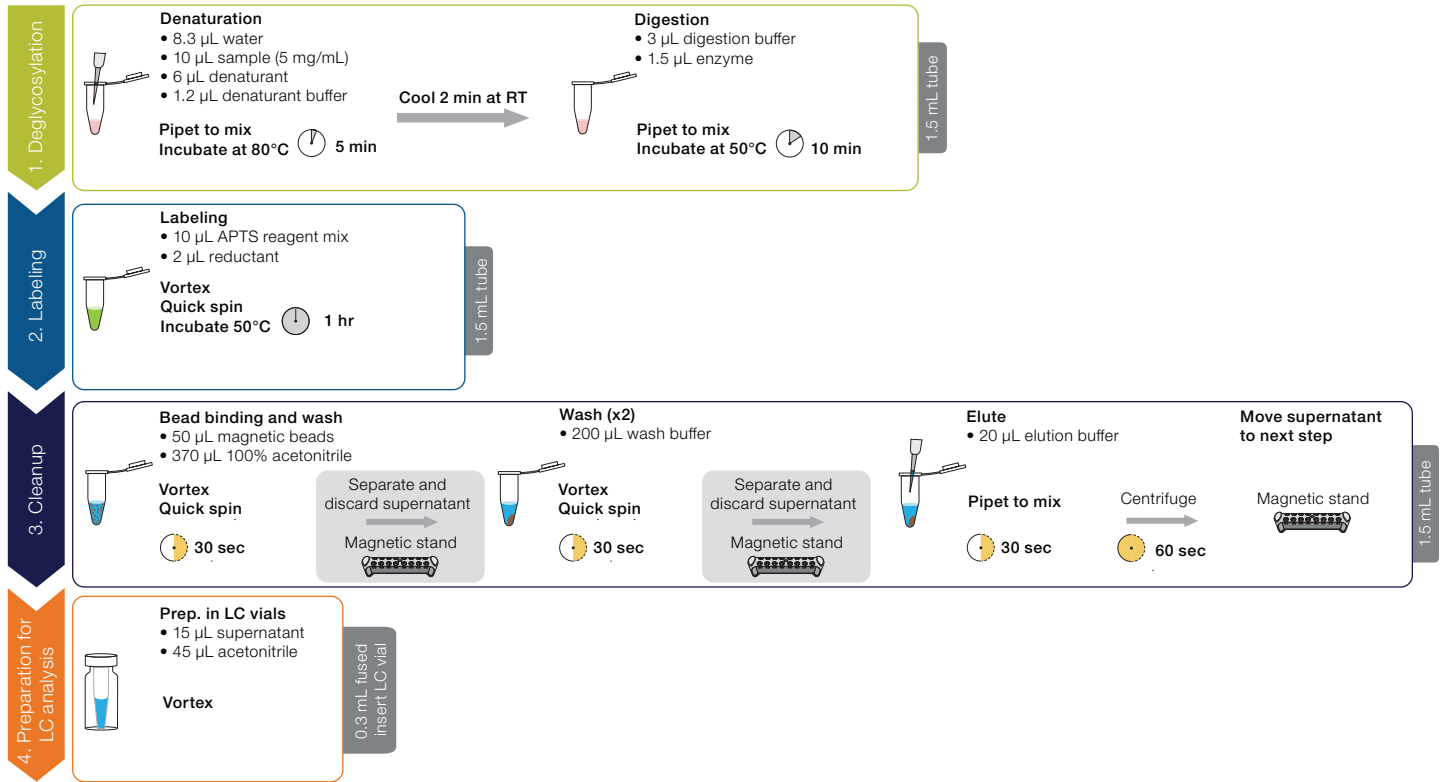 1. Deglycosylation
Denaturation
• 8.3 µL water
• 10 µL sample (5 mg/mL)
• 6 µL denaturant
• 1.2 µL denaturant buffer
Pipet to mix
Incubate at 80°C
5 min
Cool 2 min at RT
Digestion
• 3 µL digestion buffer
• 1.5 µL enzyme
Pipet to mix
Incubate at 50°C
10 min
1.5 mL tube
2. Labeling
Labeling
• 10 µL APTS reagent mix
• 2 µL reductant
Vortex
Quick spin
Incubate 50°C
1 hr
1.5 mL tube
3. Cleanup
Bead binding and wash
• 50 µL magnetic beads
• 370 µL 100% acetonitrile
Vortex
Quick spin
30 sec
Separate and
discard supernatant
Magnetic stand
Wash (x2)
• 200 µL wash buffer
Vortex
Quick spin
30 sec
Separate and
discard supernatant
Magnetic stand
Elute
• 20 µL elution buffer
Pipet to mix
30 sec
Centrifuge
60 sec
Move supernatant
to next step
Magnetic stand
1.5 mL tube
4. Preparation for
LC analysis
Prep. in LC vials
• 15 µL supernatant
• 45 µL acetonitrile
Vortex
0.3 mL fused
insert LC vial